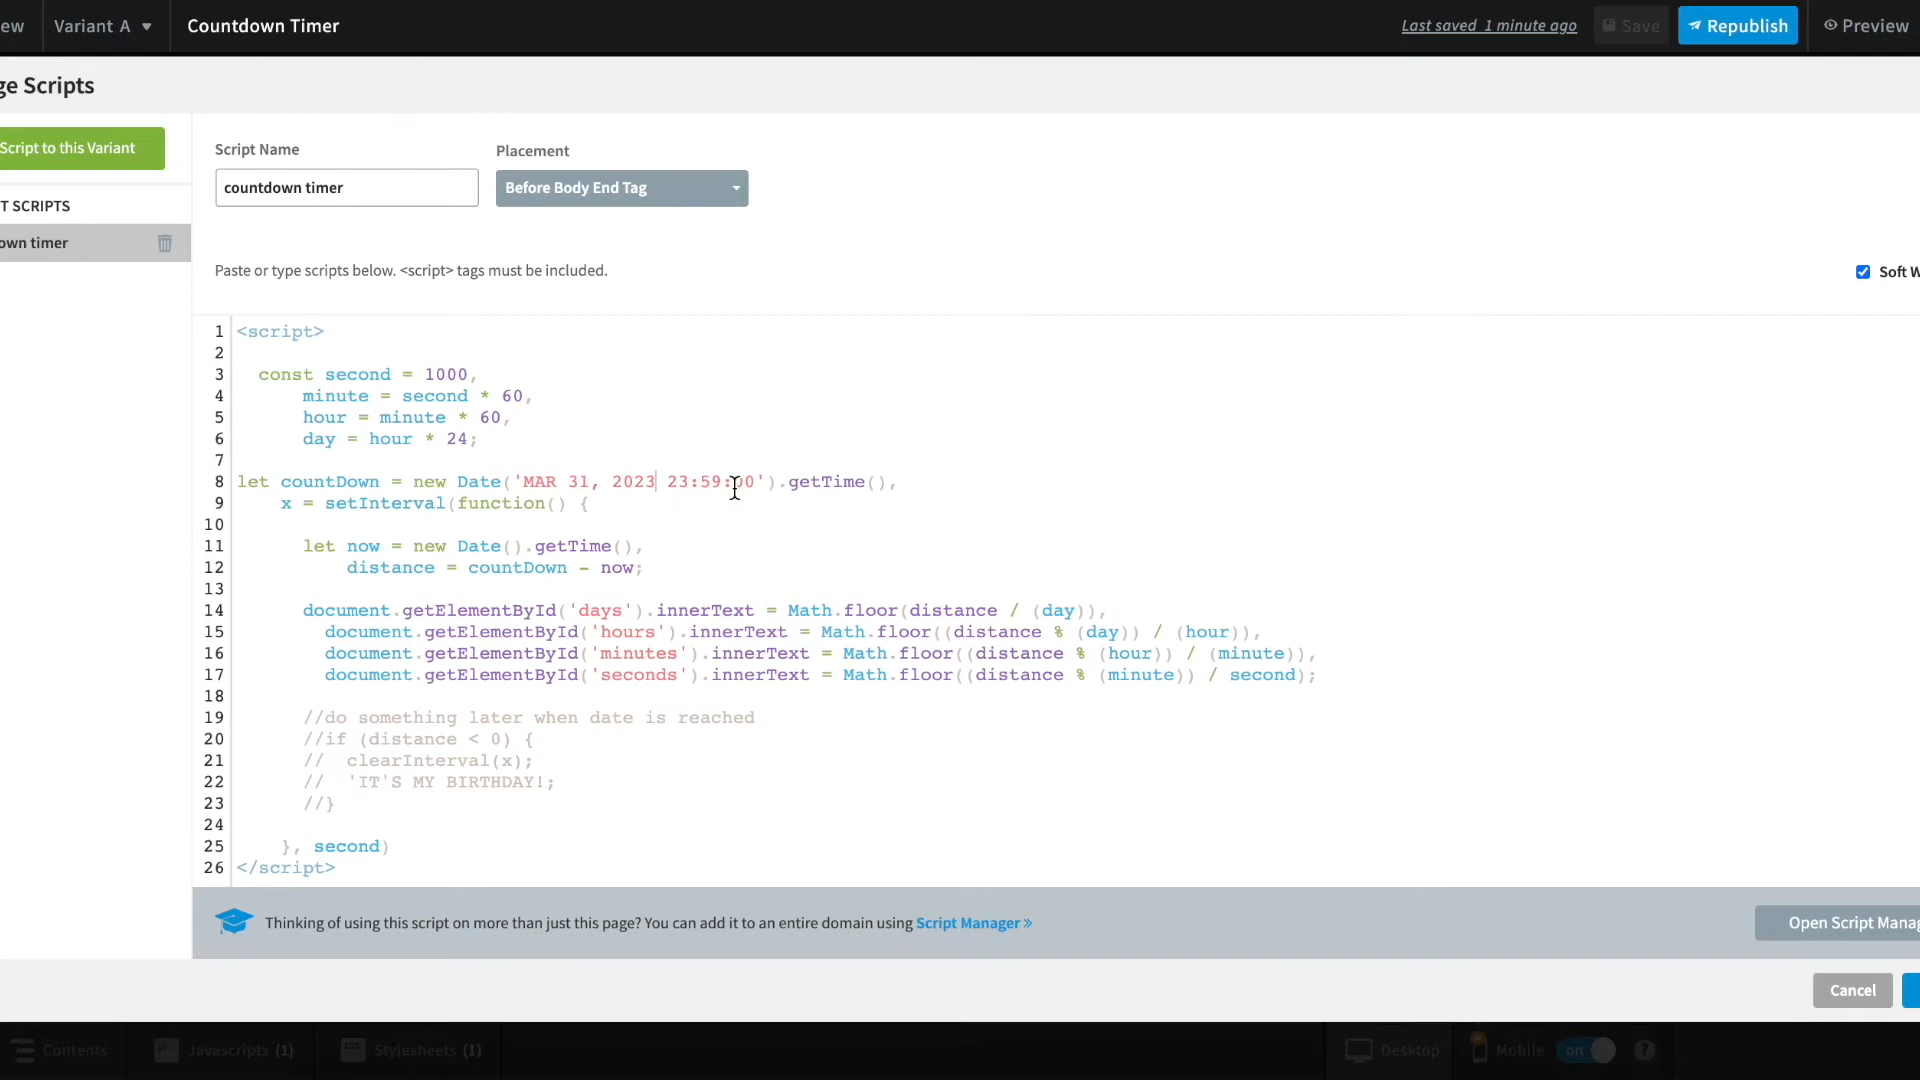 ew Variant A Countdown Timer Last saved 1 minute ago Save Republish Preview
ge Scripts
Script to this Variant
T SCRIPTS
own timer
Script Name
Placement
countdown timer
Before Body End Tag
Paste or type scripts below. <script> tags must be included.
Soft W
1 <script>
2
3 const second = 1000,
4 minute = second * 60,
5 hour = minute * 60,
6 day = hour * 24;
7
8 let countDown = new Date('MAR 31, 2023 23:59:00').getTime(),
9 x = setInterval(function() {
10
11 let now = new Date().getTime(),
12 distance = countDown - now;
13
14 document.getElementById('days').innerText = Math.floor(distance / (day)),
15 document.getElementById('hours').innerText = Math.floor((distance % (day)) / (hour)),
16 document.getElementById('minutes').innerText = Math.floor((distance % (hour)) / (minute)),
17 document.getElementById('seconds').innerText = Math.floor((distance % (minute)) / second);
18
19 //do something later when date is reached
20 //if (distance < 0) {
21 // clearInterval(x);
22 // 'IT'S MY BIRTHDAY!;
23 //}
24
25 }, second)
26 </script>
Thinking of using this script on more than just this page? You can add it to an entire domain using Script Manager »
Open Script Manag
Cancel
Contents Javascripts (1) Stylesheets (1) Desktop Mobile on ?